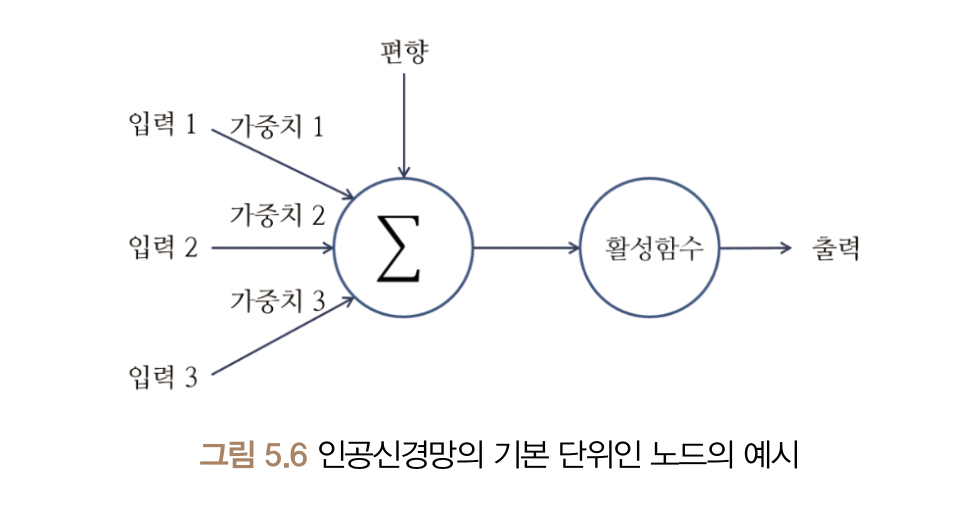 편향
입력 1
가중치 1
가중치 2
입력 2
가중치 3
입력 3
∑
활성함수
출력
그림 5.6 인공신경망의 기본 단위인 노드의 예시